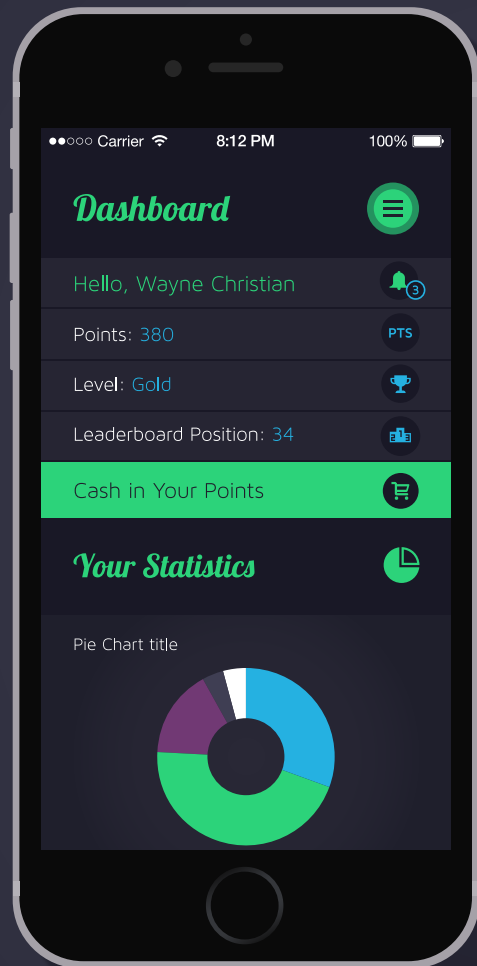 Carrier 8:12 PM 100%
Dashboard
Hello, Wayne Christian 3
Points: 380 PTS
Level: Gold
Leaderboard Position: 34 1
Cash in Your Points
Your Statistics
Pie Chart title